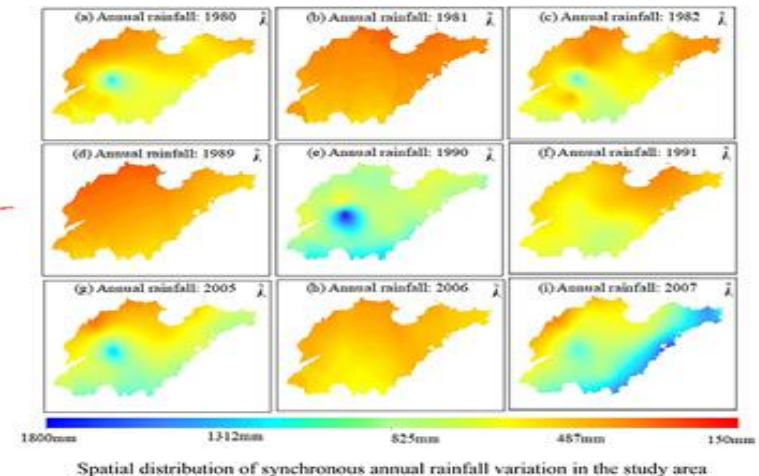 (a) Annual rainfall: 1980
(b) Annual rainfall: 1981
(c) Annual rainfall: 1982
(d) Annual rainfall: 1989
(e) Annual rainfall: 1990
(f) Annual rainfall: 1991
(g) Annual rainfall: 2005
(h) Annual rainfall: 2006
(i) Annual rainfall: 2007
1800mm 1312mm 825mm 487mm 150mm
Spatial distribution of synchronous annual rainfall variation in the study area